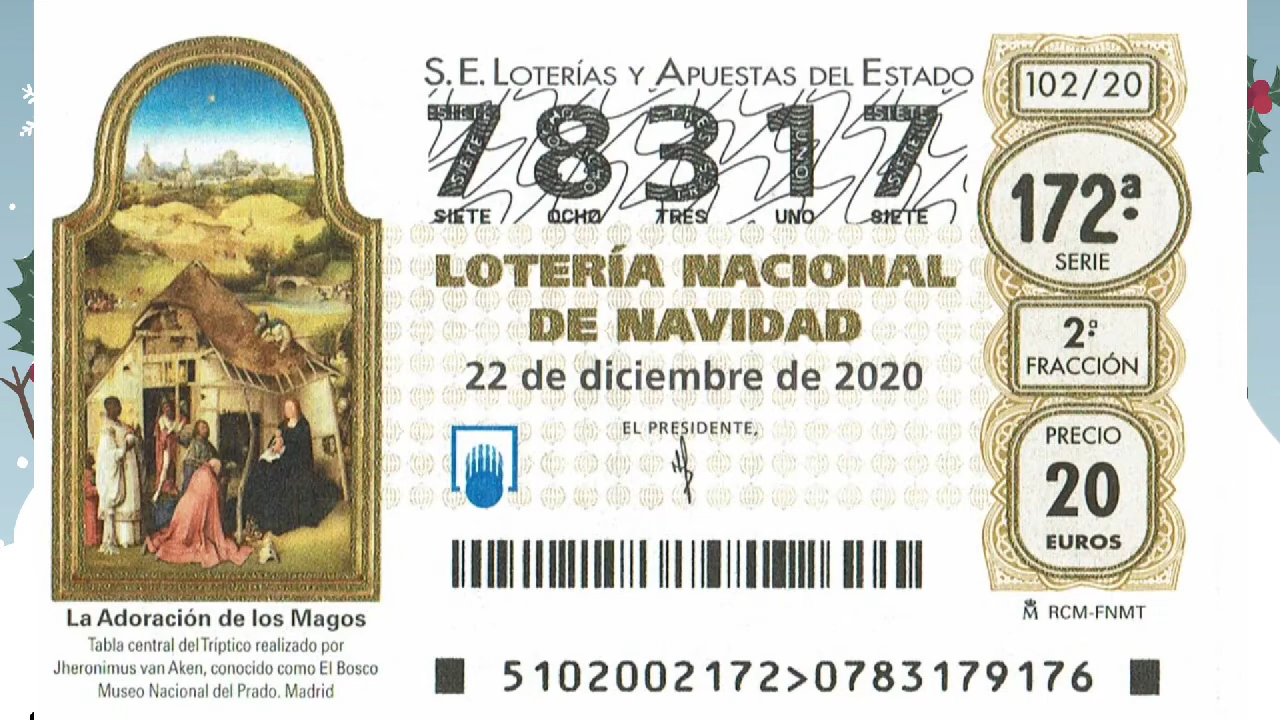 S.E. LOTERÍAS Y APUESTAS DEL ESTADO
78317
SIETE OCHO TRES UNO SIETE
LOTERÍA NACIONAL
DE NAVIDAD
22 de diciembre de 2020
EL PRESIDENTE,
5102002172>0783179176
102/20
172ª
SERIE
2ª
FRACCIÓN
PRECIO
20
EUROS
RCM-FNMT
La Adoración de los Magos
Tabla central del Tríptico realizado por
Jheronimus van Aken, conocido como El Bosco
Museo Nacional del Prado. Madrid